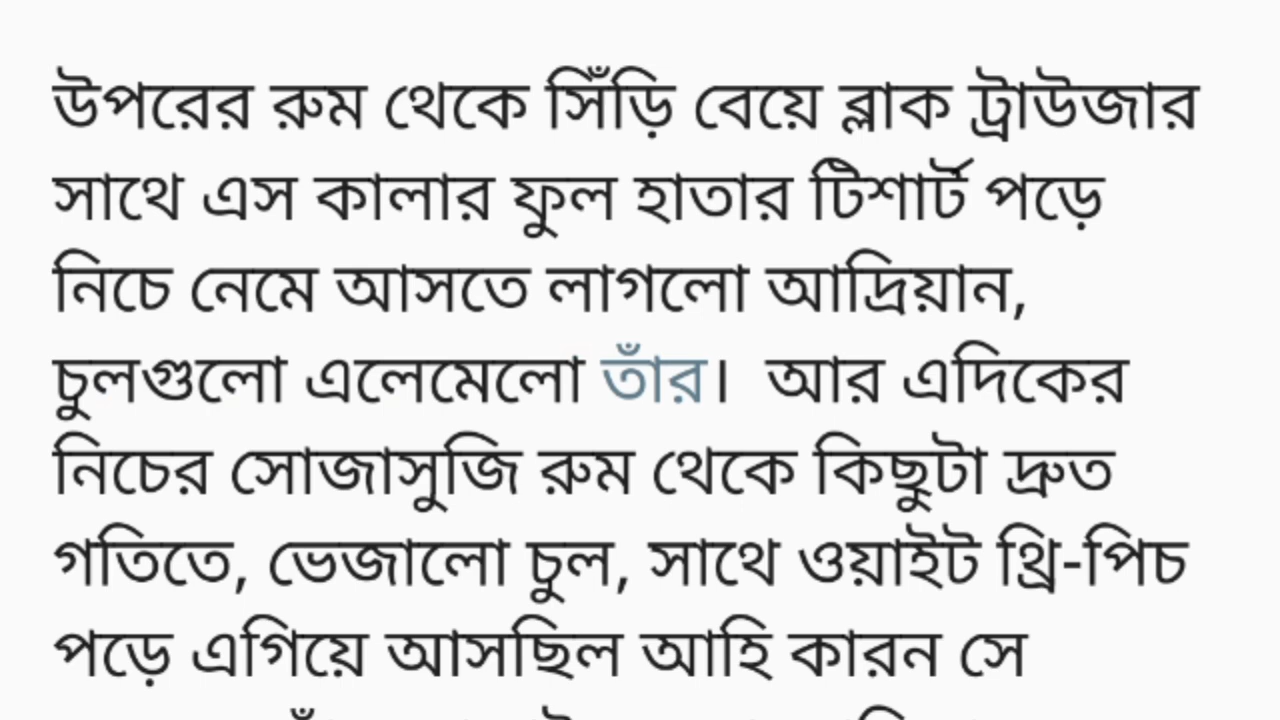 উপরের রুম থেকে সিঁড়ি বেয়ে ব্লাক ট্রাউজার
সাথে এস কালার ফুল হাতার টিশার্ট পড়ে
নিচে নেমে আসতে লাগলো আদ্রিয়ান,
চুলগুলো এলেমেলো তাঁর।  আর এদিকের
নিচের সোজাসুজি রুম থেকে কিছুটা দ্রুত
গতিতে, ভেজালো চুল, সাথে ওয়াইট থ্রি-পিচ
পড়ে এগিয়ে আসছিল আহি কারন সে